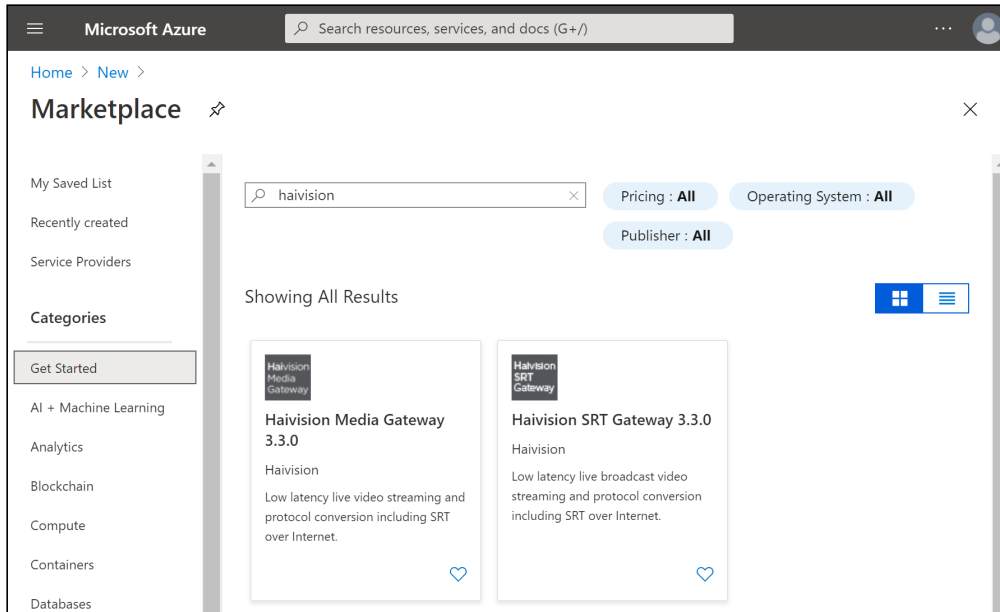 Microsoft Azure
Search resources, services, and docs (G+/)
...
Home > New >
Marketplace
My Saved List
Recently created
Service Providers
Categories
Get Started
AI + Machine Learning
Analytics
Blockchain
Compute
Containers
Databases
haivision
Pricing : All
Operating System : All
Publisher : All
Showing All Results
Haivision
Media
Gateway
Haivision Media Gateway
3.3.0
Haivision
Low latency live video streaming and
protocol conversion including SRT
over Internet.
Haivision
SRT
Gateway
Haivision SRT Gateway 3.3.0
Haivision
Low latency live broadcast video
streaming and protocol conversion
including SRT over Internet.